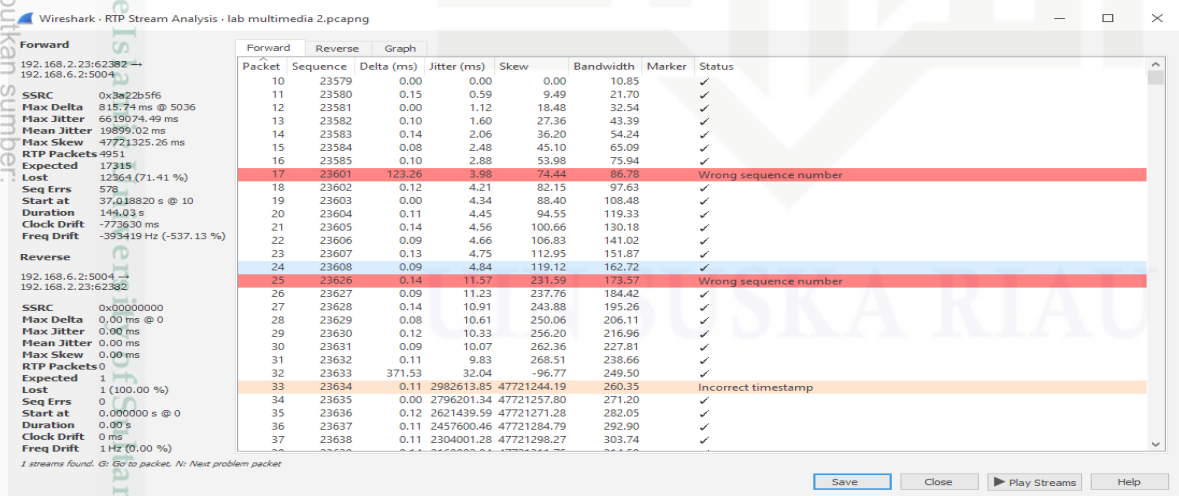 Wireshark · RTP Stream Analysis · lab multimedia 2.pcapng
Forward
192.168.2.23:62382 →
192.168.6.2:5004
SSRC 0x3a22b5f6
Max Delta 815.74 ms @ 5036
Max Jitter 6619074.49 ms
Mean Jitter 19899.02 ms
Max Skew 47721325.26 ms
RTP Packets 4951
Expected 17315
Lost 12364 (71.41 %)
Seq Errs 578
Start at 37.018820 s @ 10
Duration 144.03 s
Clock Drift -773630 ms
Freq Drift -393419 Hz (-537.13 %)
Reverse
192.168.6.2:5004 →
192.168.2.23:62382
SSRC 0x00000000
Max Delta 0.00 ms @ 0
Max Jitter 0.00 ms
Mean Jitter 0.00 ms
Max Skew 0.00 ms
RTP Packets 0
Expected 1
Lost 1 (100.00 %)
Seq Errs 0
Start at 0.000000 s @ 0
Duration 0.00 s
Clock Drift 0 ms
Freq Drift 1 Hz (0.00 %)
Forward Reverse Graph
Packet Sequence Delta (ms) Jitter (ms) Skew Bandwidth Marker Status
10 23579 0.00 0.00 0.00 10.85 ✓
11 23580 0.15 0.59 9.49 21.70 ✓
12 23581 0.00 1.12 18.48 32.54 ✓
13 23582 0.10 1.60 27.36 43.39 ✓
14 23583 0.14 2.06 36.20 54.24 ✓
15 23584 0.08 2.48 45.10 65.09 ✓
16 23585 0.10 2.88 53.98 75.94 ✓
17 23601 123.26 3.98 74.44 86.78 Wrong sequence number
18 23602 0.12 4.21 82.15 97.63 ✓
19 23603 0.00 4.34 88.40 108.48 ✓
20 23604 0.11 4.45 94.55 119.33 ✓
21 23605 0.14 4.56 100.66 130.18 ✓
22 23606 0.09 4.66 106.83 141.02 ✓
23 23607 0.13 4.75 112.95 151.87 ✓
24 23608 0.09 4.84 119.12 162.72 ✓
25 23626 0.14 11.57 231.59 173.57 Wrong sequence number
26 23627 0.09 11.23 237.76 184.42 ✓
27 23628 0.14 10.91 243.88 195.26 ✓
28 23629 0.08 10.61 250.06 206.11 ✓
29 23630 0.12 10.33 256.20 216.96 ✓
30 23631 0.09 10.07 262.36 227.81 ✓
31 23632 0.11 9.83 268.51 238.66 ✓
32 23633 371.53 32.04 -96.77 249.50 ✓
33 23634 0.11 2982613.85 47721244.19 260.35 Incorrect timestamp
34 23635 0.00 2796201.34 47721257.80 271.20 ✓
35 23636 0.12 2621439.59 47721271.28 282.05 ✓
36 23637 0.11 2457600.46 47721284.79 292.90 ✓
37 23638 0.11 2304001.28 47721298.27 303.74 ✓
1 streams found. G: Go to packet, N: Next problem packet
Save Close Play Streams Help
UIN SUSKA RIAU